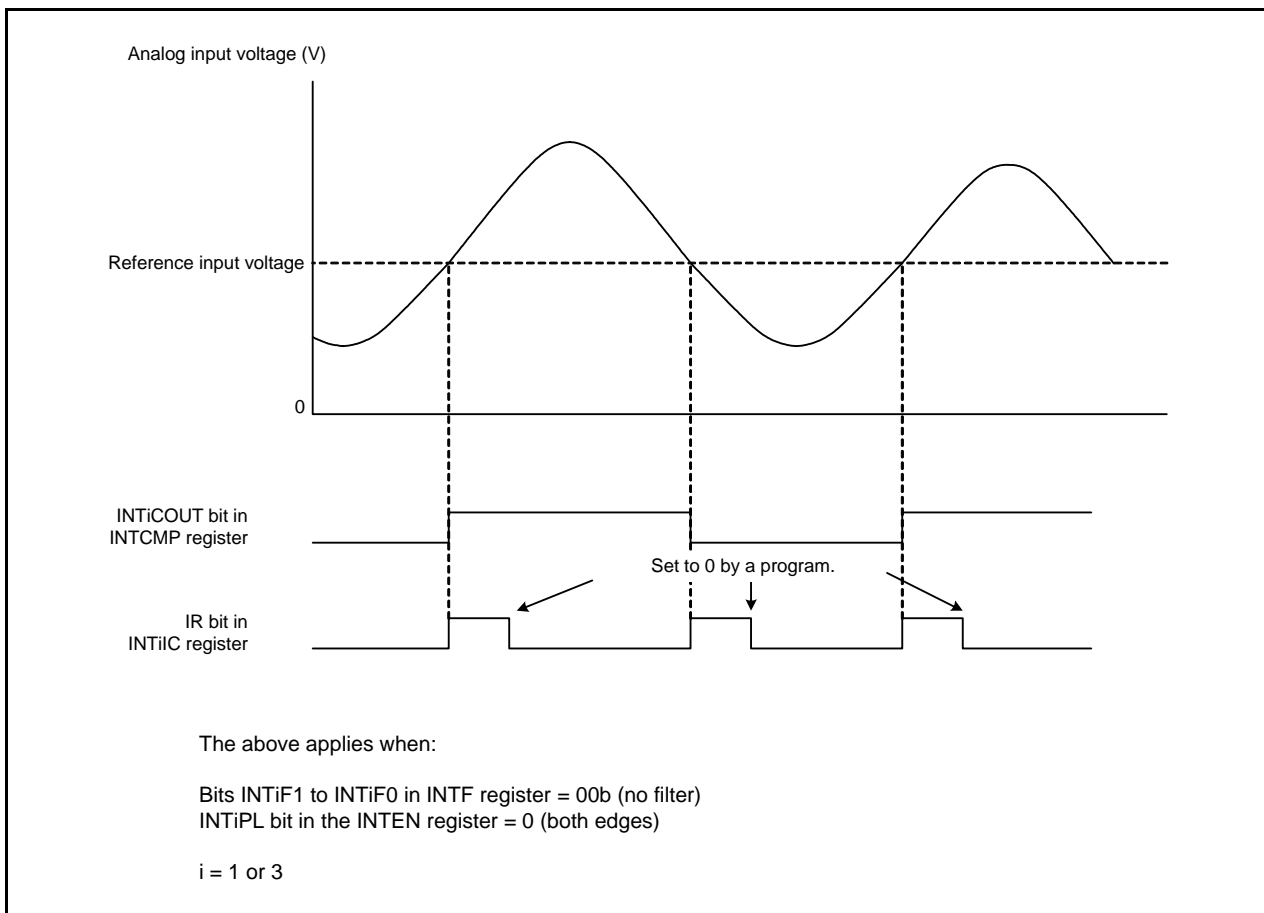 Analog input voltage (V)
Reference input voltage
0
INTiCOUT bit in
INTCMP register
Set to 0 by a program.
IR bit in
INTiIC register
The above applies when:
Bits INTiF1 to INTiF0 in INTF register = 00b (no filter)
INTiPL bit in the INTEN register = 0 (both edges)
i = 1 or 3